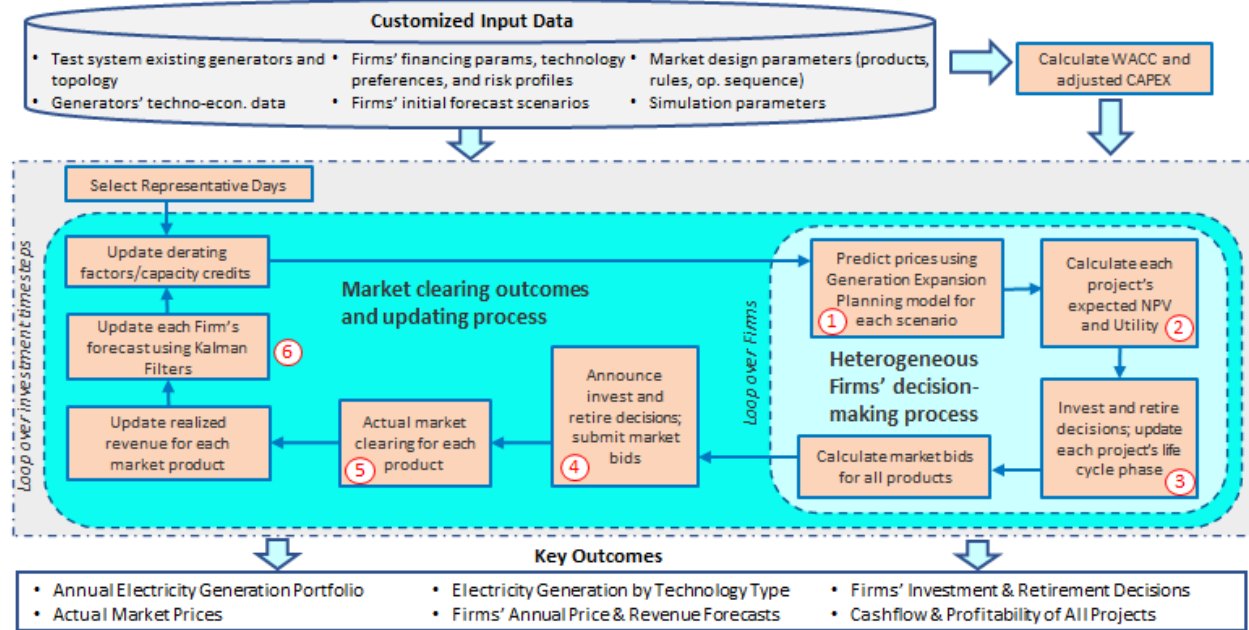 Customized Input Data
• Test system existing generators and
topology
• Generators' techno-econ. data
• Firms' financing params, technology
preferences, and risk profiles
• Firms' initial forecast scenarios
• Market design parameters (products,
rules, op. sequence)
• Simulation parameters
Calculate WACC and
adjusted CAPEX
Loop over investment timesteps
Select Representative Days
Update derating
factors/capacity credits
Market clearing outcomes
and updating process
Update each Firm's
forecast using Kalman
Filters
6
Update realized
revenue for each
market product
Actual market
clearing for each
product
5
Announce
invest and
retire decisions;
submit market
bids
4
Loop over Firms
Predict prices using
Generation Expansion
Planning model for
each scenario
1
Calculate each
project's
expected NPV
and Utility
2
Heterogeneous
Firms' decision-
making process
Invest and retire
decisions; update
each project's life
cycle phase
3
Calculate market bids
for all products
Key Outcomes
• Annual Electricity Generation Portfolio
• Actual Market Prices
• Electricity Generation by Technology Type
• Firms' Annual Price & Revenue Forecasts
• Firms' Investment & Retirement Decisions
• Cashflow & Profitability of All Projects